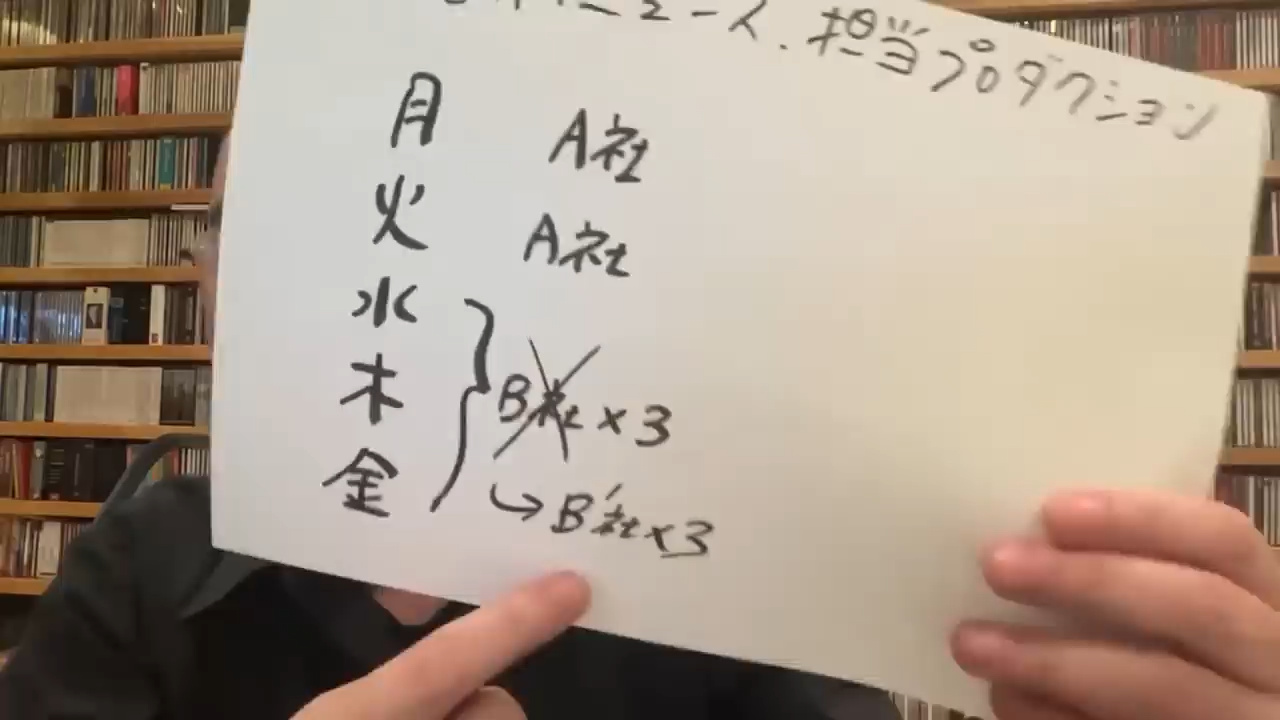 ニュース.担当プロダクション
月 A社
火 A社
水
木 B社×3
金
↪B'社×3